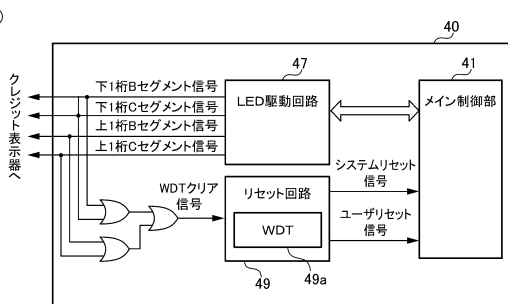 )
40
47
41
クレジット表示器へ
下1桁Bセグメント信号
下1桁Cセグメント信号
上1桁Bセグメント信号
上1桁Cセグメント信号
LED駆動回路
メイン制御部
システムリセット
信号
WDTクリア
信号
リセット回路
ユーザリセット
信号
WDT
49
49a